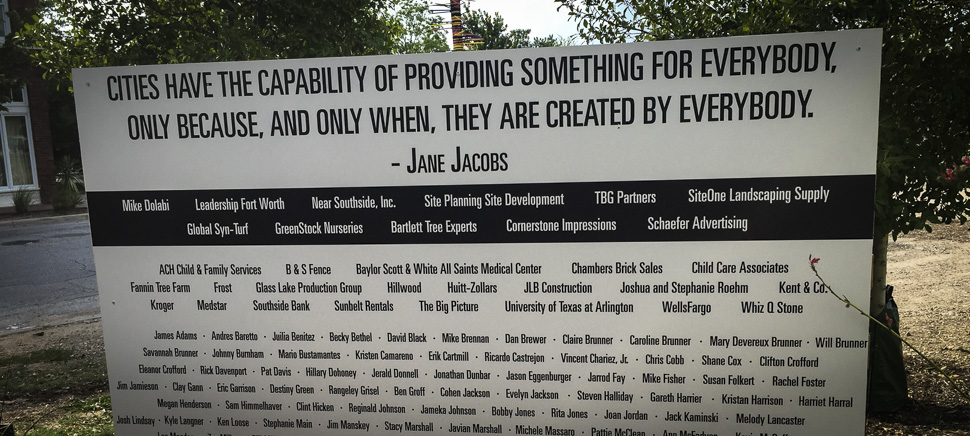 CITIES HAVE THE CAPABILITY OF PROVIDING SOMETHING FOR EVERYBODY,
ONLY BECAUSE, AND ONLY WHEN, THEY ARE CREATED BY EVERYBODY.
- JANE JACOBS
Mike Dolabi Leadership Fort Worth Near Southside, Inc. Site Planning Site Development TBG Partners SiteOne Landscaping Supply
Global Syn-Turf GreenStock Nurseries Bartlett Tree Experts Cornerstone Impressions Schaefer Advertising
ACH Child & Family Services B & S Fence Baylor Scott & White All Saints Medical Center Chambers Brick Sales Child Care Associates
Fannin Tree Farm Frost Glass Lake Production Group Hillwood Huitt-Zollars JLB Construction Joshua and Stephanie Roehm Kent & Co.
Kroger Medstar Southside Bank Sunbelt Rentals The Big Picture University of Texas at Arlington WellsFargo Whiz Q Stone
James Adams · Andres Baretto · Juilia Benitez · Becky Bethel · David Black · Mike Brennan · Dan Brewer · Claire Brunner · Caroline Brunner · Mary Devereux Brunner · Will Brunner
Savannah Brunner · Johnny Burnham · Mario Bustamantes · Kristen Camareno · Erik Cartmill · Ricardo Castrejon · Vincent Chariez, Jr. · Chris Cobb · Shane Cox · Clifton Crofford
Eleanor Crofford · Rick Davenport · Pat Davis · Hillary Dohoney · Jerald Donnell · Jonathan Dunbar · Jason Eggenburger · Jarrod Fay · Mike Fisher · Susan Folkert · Rachel Foster
Jim Jamieson · Clay Gann · Eric Garrison · Destiny Green · Rangeley Grisel · Ben Groff · Cohen Jackson · Evelyn Jackson · Steven Halliday · Gareth Harrier · Kristan Harrison · Harriet Harral
Megan Henderson · Sam Himmelhaver · Clint Hicken · Reginald Johnson · Jameka Johnson · Bobby Jones · Rita Jones · Joan Jordan · Jack Kaminski · Melody Lancaster
Josh Lindsay · Kyle Langner · Ken Loose · Stephanie Main · Jim Manskey · Stacy Marshall · Javian Marshall · Michele Massaro · Pattie McClean